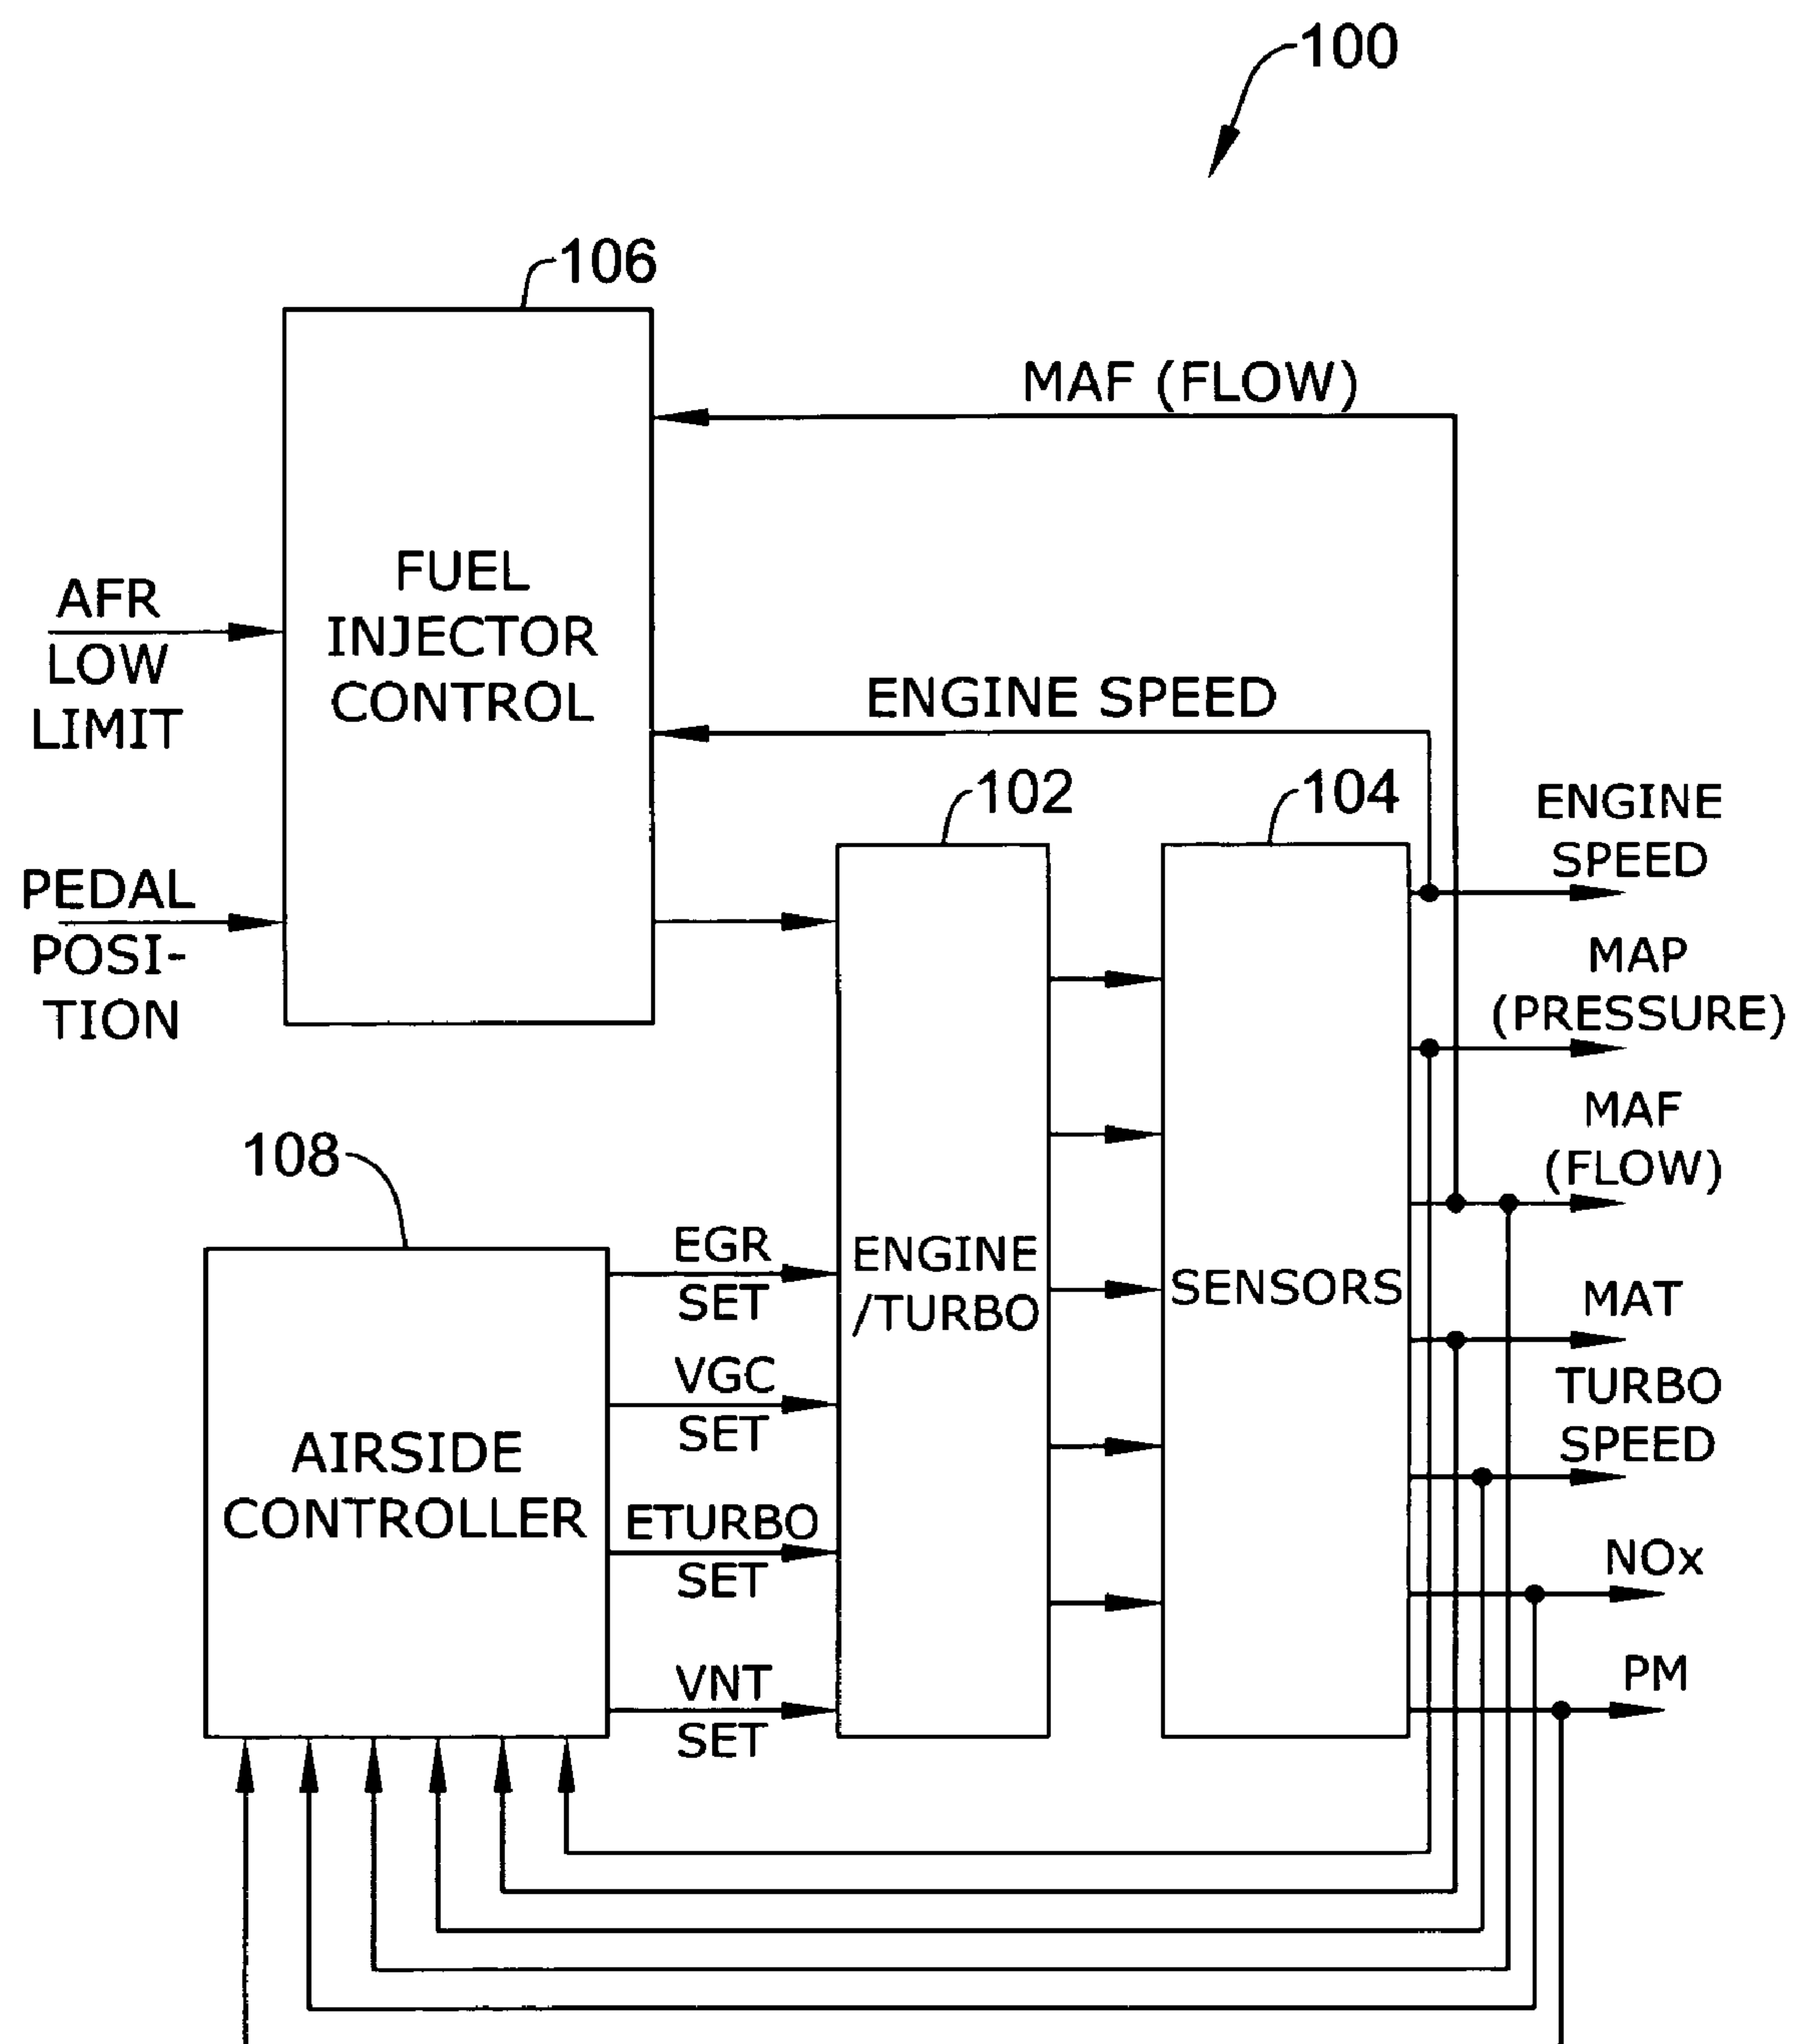 100
106
MAF (FLOW)
FUEL
INJECTOR
CONTROL
AFR
LOW
LIMIT
ENGINE SPEED
PEDAL
POSI-
TION
102
104
ENGINE
SPEED
MAP
(PRESSURE)
MAF
(FLOW)
108
AIRSIDE
CONTROLLER
EGR
SET
VGC
SET
ETURBO
SET
VNT
SET
ENGINE
/TURBO
SENSORS
MAT
TURBO
SPEED
NOx
PM